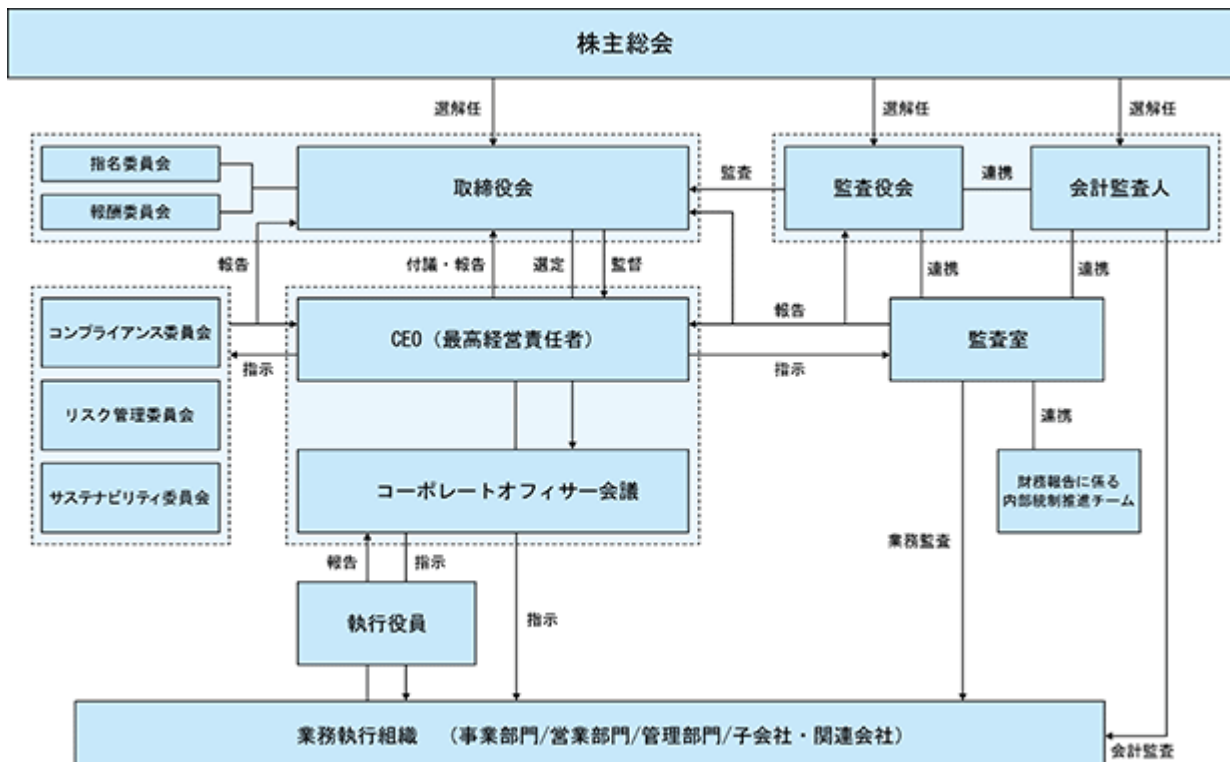 株主総会
選解任
選解任
選解任
指名委員会
報酬委員会
取締役会
監査
監査役会
連携
会計監査人
報告
付議・報告
選定
監督
連携
連携
コンプライアンス委員会
リスク管理委員会
サステナビリティ委員会
指示
CEO（最高経営責任者）
報告
指示
監査室
連携
コーポレートオフィサー会議
財務報告に係る
内部統制推進チーム
報告
指示
業務監査
執行役員
指示
業務執行組織 （事業部門/営業部門/管理部門/子会社・関連会社）
会計監査